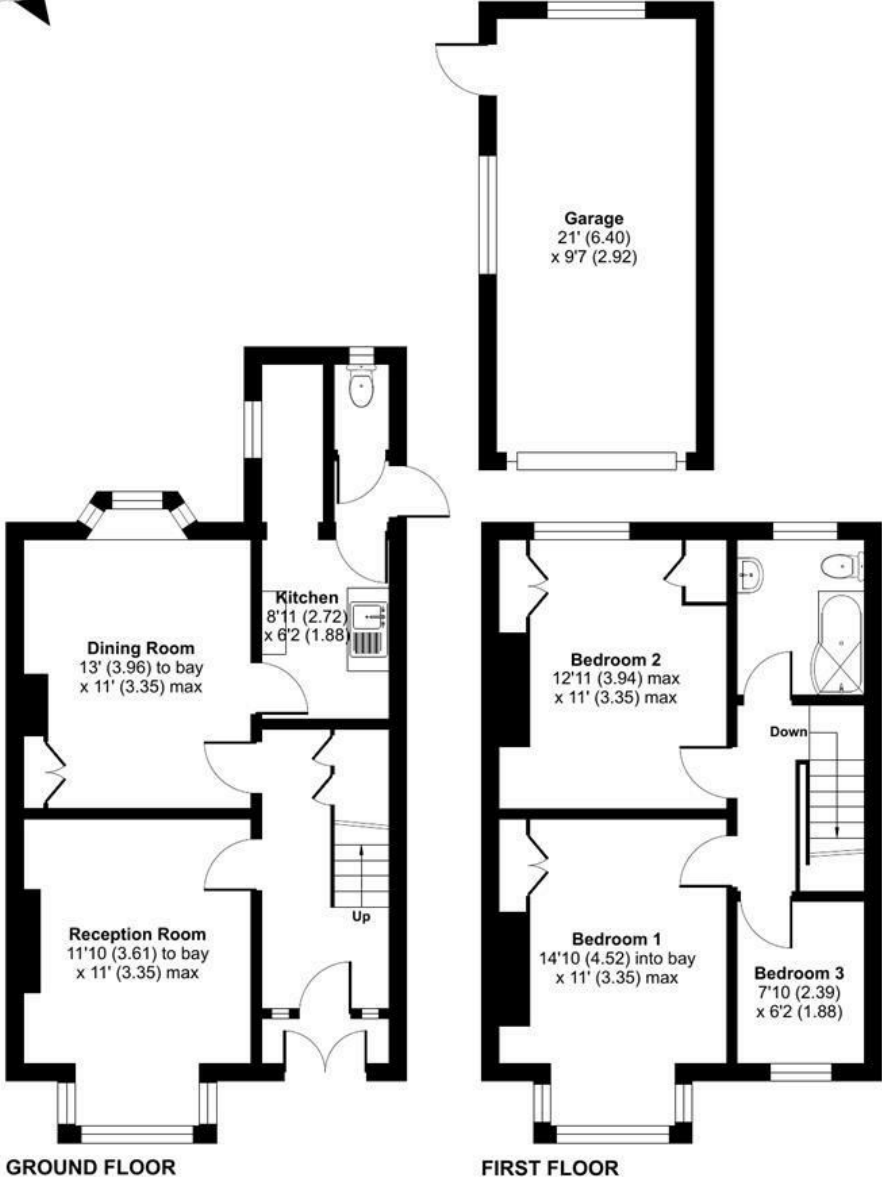 Garage
21' (6.40)
x 9'7 (2.92)
Kitchen
8'11 (2.72)
x 6'2 (1.88)
Dining Room
13' (3.96) to bay
x 11' (3.35) max
Reception Room
11'10 (3.61) to bay
x 11' (3.35) max
Up
GROUND FLOOR
Bedroom 2
12'11 (3.94) max
x 11' (3.35) max
Down
Bedroom 1
14'10 (4.52) into bay
x 11' (3.35) max
Bedroom 3
7'10 (2.39)
x 6'2 (1.88)
FIRST FLOOR